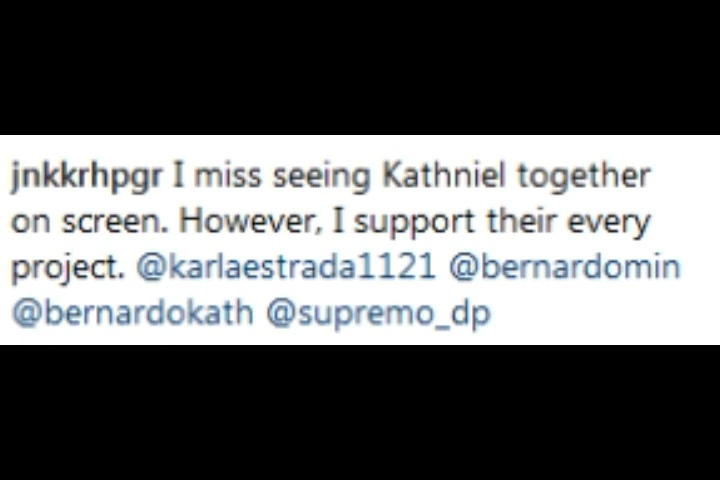 jnkkrhpgr I miss seeing Kathniel together
on screen. However, I support their every
project. @karlaestrada1121 @bernardomin
@bernardokath @supremo_dp